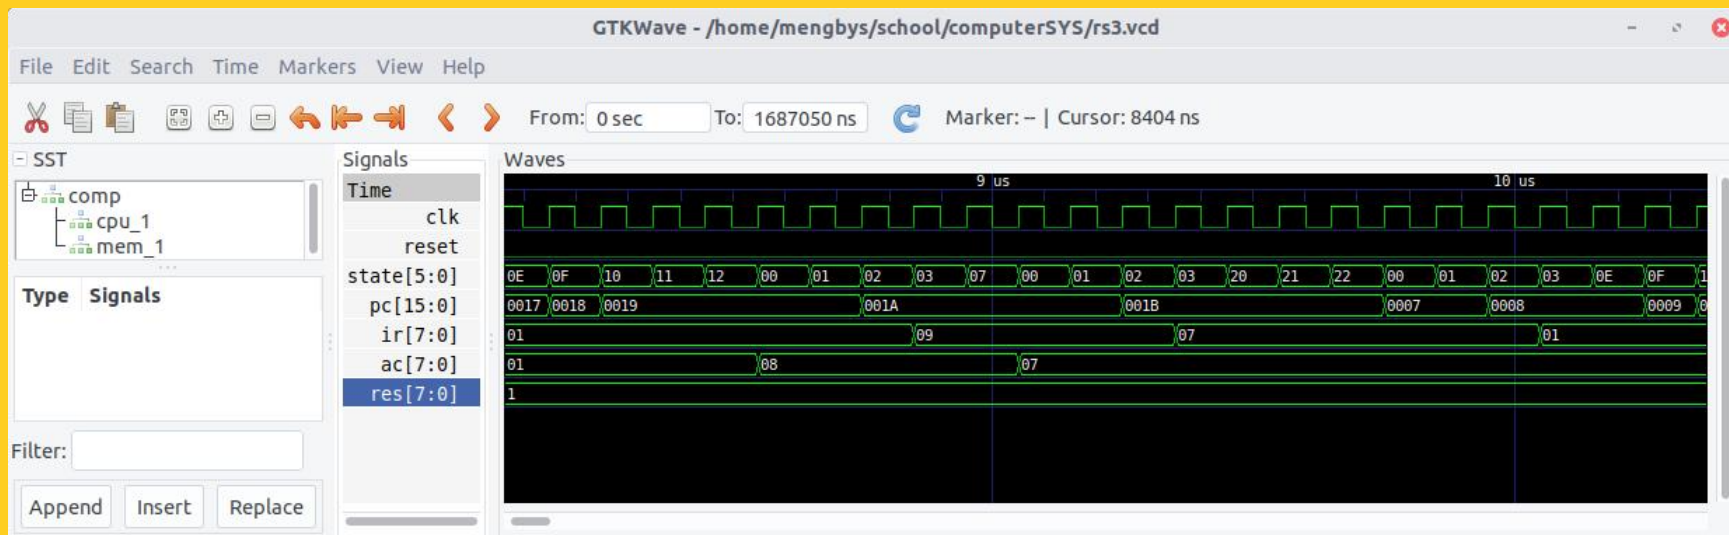 GTKWave - /home/mengbys/school/computerSYS/rs3.vcd
File Edit Search Time Markers View Help
From: 0 sec To: 1687050 ns Marker: -- | Cursor: 8404 ns
SST
comp
cpu_1
mem_1
Type Signals
Filter:
Append Insert Replace
Signals
Time
clk
reset
state[5:0]
pc[15:0]
ir[7:0]
ac[7:0]
res[7:0]
Waves
9 us 10 us
0E 0F 10 11 12 00 01 02 03 07 00 01 02 03 20 21 22 00 01 02 03 0E 0F 1
0017 0018 0019 001A 001B 0007 0008 0009 0
01 09 07 01
01 08 07
1